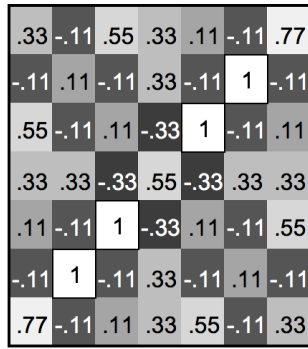 .33 -.11 .55 .33 .11 -.11 .77
-.11 .11 -.11 .33 -.11 1 -.11
.55 -.11 .11 -.33 1 -.11 .11
.33 .33 -.33 .55 -.33 .33 .33
.11 -.11 1 -.33 .11 -.11 .55
-.11 1 -.11 .33 -.11 .11 -.11
.77 -.11 .11 .33 .55 -.11 .33